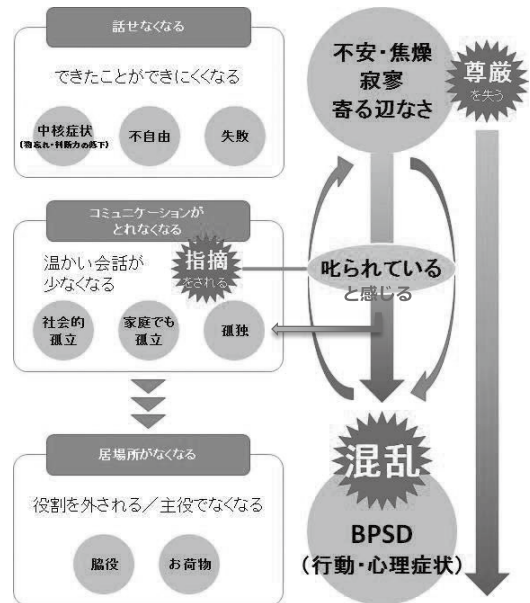 話せなくなる
できたことができにくくなる
中核症状
(物忘れ・判断力の低下)
不自由
失敗
コミュニケーションが
とれなくなる
温かい会話が
少なくなる
指摘
をされる
社会的
孤立
家庭でも
孤立
孤独
居場所がなくなる
役割を外される/主役でなくなる
脇役
お荷物
不安・焦燥
寂寥
寄る辺なさ
尊厳
を失う
叱られている
と感じる
混乱
BPSD
(行動・心理症状)